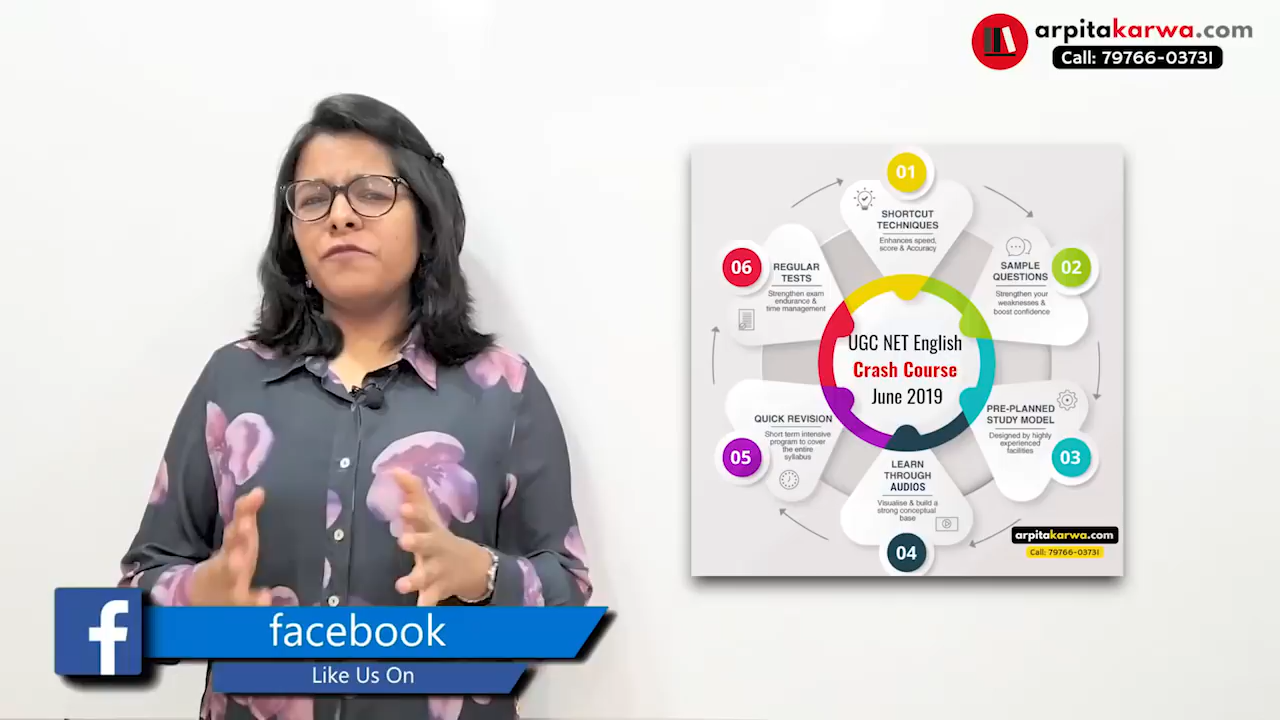 arpitakarwa.com
Call: 79766-03731
01
SHORTCUT
TECHNIQUES
Enhances speed,
score & Accuracy
02
SAMPLE
QUESTIONS
Strengthen your
weaknesses &
boost confidence
03
PRE-PLANNED
STUDY MODEL
Designed by highly
experienced
facilities
04
LEARN
THROUGH
AUDIOS
Visualise & build a
strong conceptual
base
05
QUICK REVISION
Short term intensive
program to cover
the entire
syllabus
06
REGULAR
TESTS
Strengthen exam
endurance &
time management
UGC NET English
Crash Course
June 2019
arpitakarwa.com
Call: 79766-03731
f
facebook
Like Us On